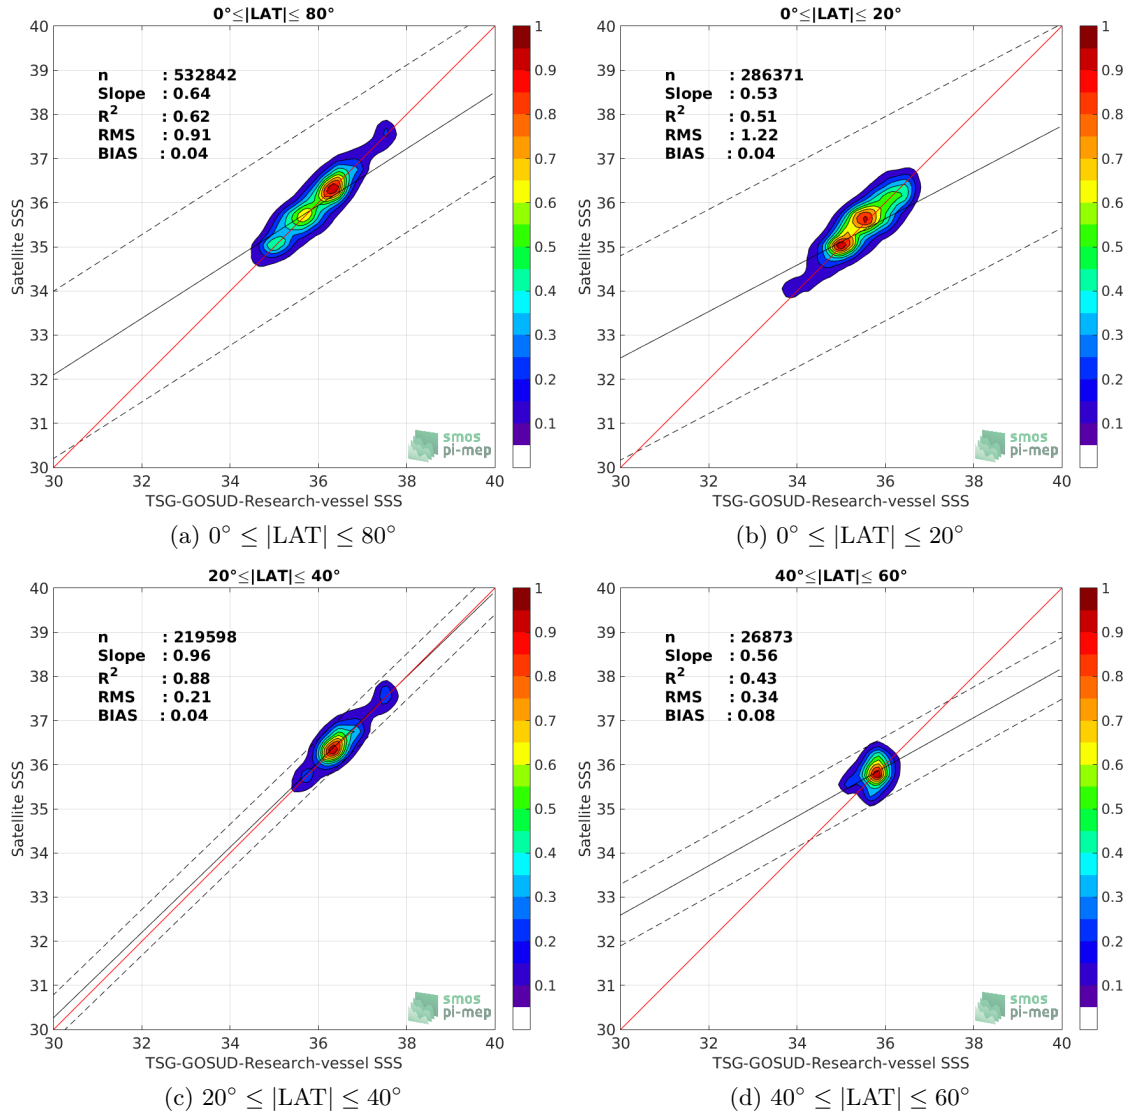 0°≤|LAT|≤ 80°
n : 532842
Slope : 0.64
R² : 0.62
RMS : 0.91
BIAS : 0.04
Satellite SSS
40
39
38
37
36
35
34
33
32
31
30
30 32 34 36 38 40
TSG-GOSUD-Research-vessel SSS
1
0.9
0.8
0.7
0.6
0.5
0.4
0.3
0.2
0.1
smos
pi-mep
(a) 0° ≤ |LAT| ≤ 80°
0°≤|LAT|≤ 20°
n : 286371
Slope : 0.53
R² : 0.51
RMS : 1.22
BIAS : 0.04
Satellite SSS
40
39
38
37
36
35
34
33
32
31
30
30 32 34 36 38 40
TSG-GOSUD-Research-vessel SSS
1
0.9
0.8
0.7
0.6
0.5
0.4
0.3
0.2
0.1
smos
pi-mep
(b) 0° ≤ |LAT| ≤ 20°
20°≤|LAT|≤ 40°
n : 219598
Slope : 0.96
R² : 0.88
RMS : 0.21
BIAS : 0.04
Satellite SSS
40
39
38
37
36
35
34
33
32
31
30
30 32 34 36 38 40
TSG-GOSUD-Research-vessel SSS
1
0.9
0.8
0.7
0.6
0.5
0.4
0.3
0.2
0.1
smos
pi-mep
(c) 20° ≤ |LAT| ≤ 40°
40°≤|LAT|≤ 60°
n : 26873
Slope : 0.56
R² : 0.43
RMS : 0.34
BIAS : 0.08
Satellite SSS
40
39
38
37
36
35
34
33
32
31
30
30 32 34 36 38 40
TSG-GOSUD-Research-vessel SSS
1
0.9
0.8
0.7
0.6
0.5
0.4
0.3
0.2
0.1
smos
pi-mep
(d) 40° ≤ |LAT| ≤ 60°